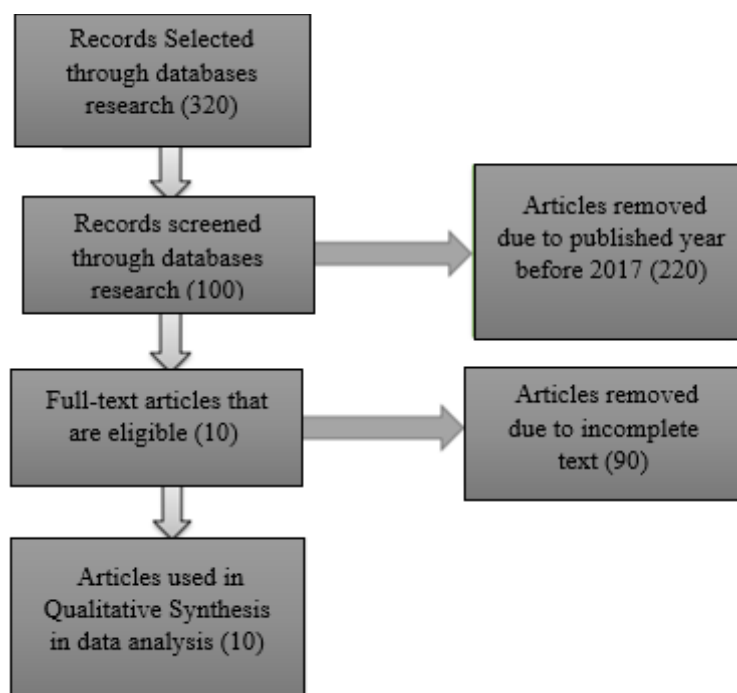 Records Selected
through databases
research (320)
Records screened
through databases
research (100)
Articles removed
due to published year
before 2017 (220)
Full-text articles that
are eligible (10)
Articles removed
due to incomplete
text (90)
Articles used in
Qualitative Synthesis
in data analysis (10)